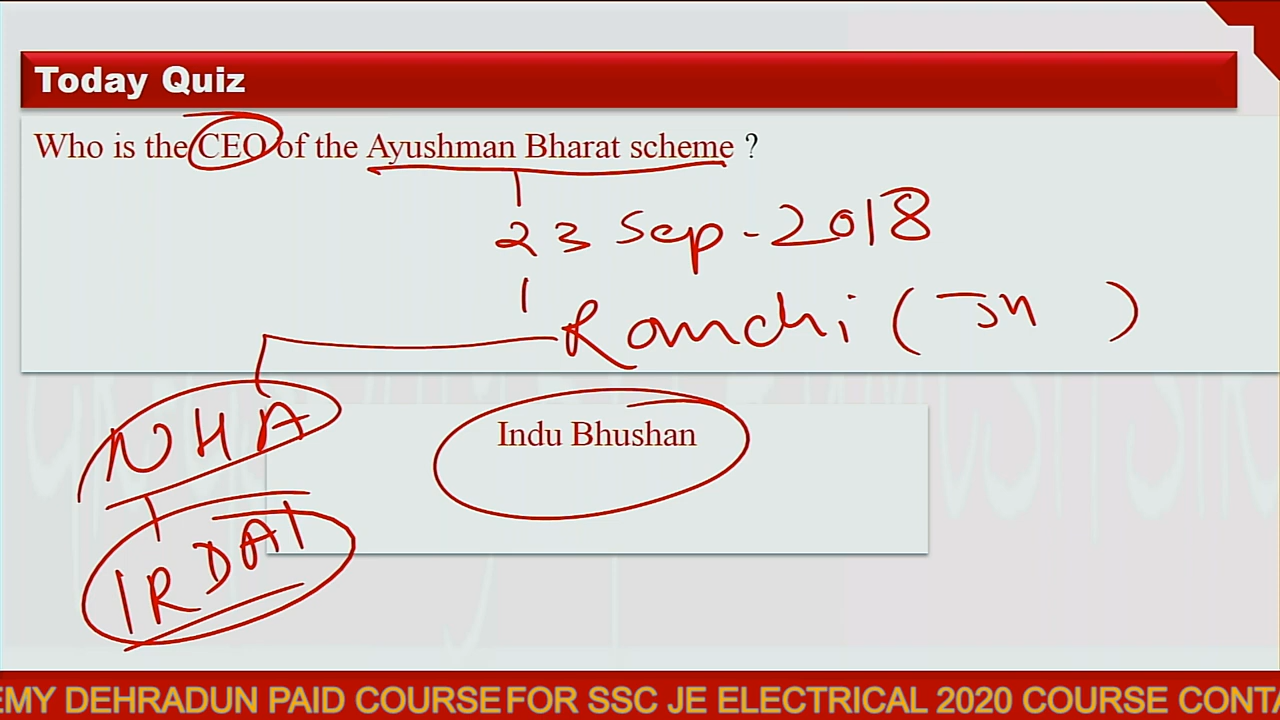 Today Quiz
Who is the CEO of the Ayushman Bharat scheme ?
23 Sep - 2018
Ranchi ( JH )
NHA
Indu Bhushan
IRDAI
EMY DEHRADUN PAID COURSE FOR SSC JE ELECTRICAL 2020 COURSE CONTA